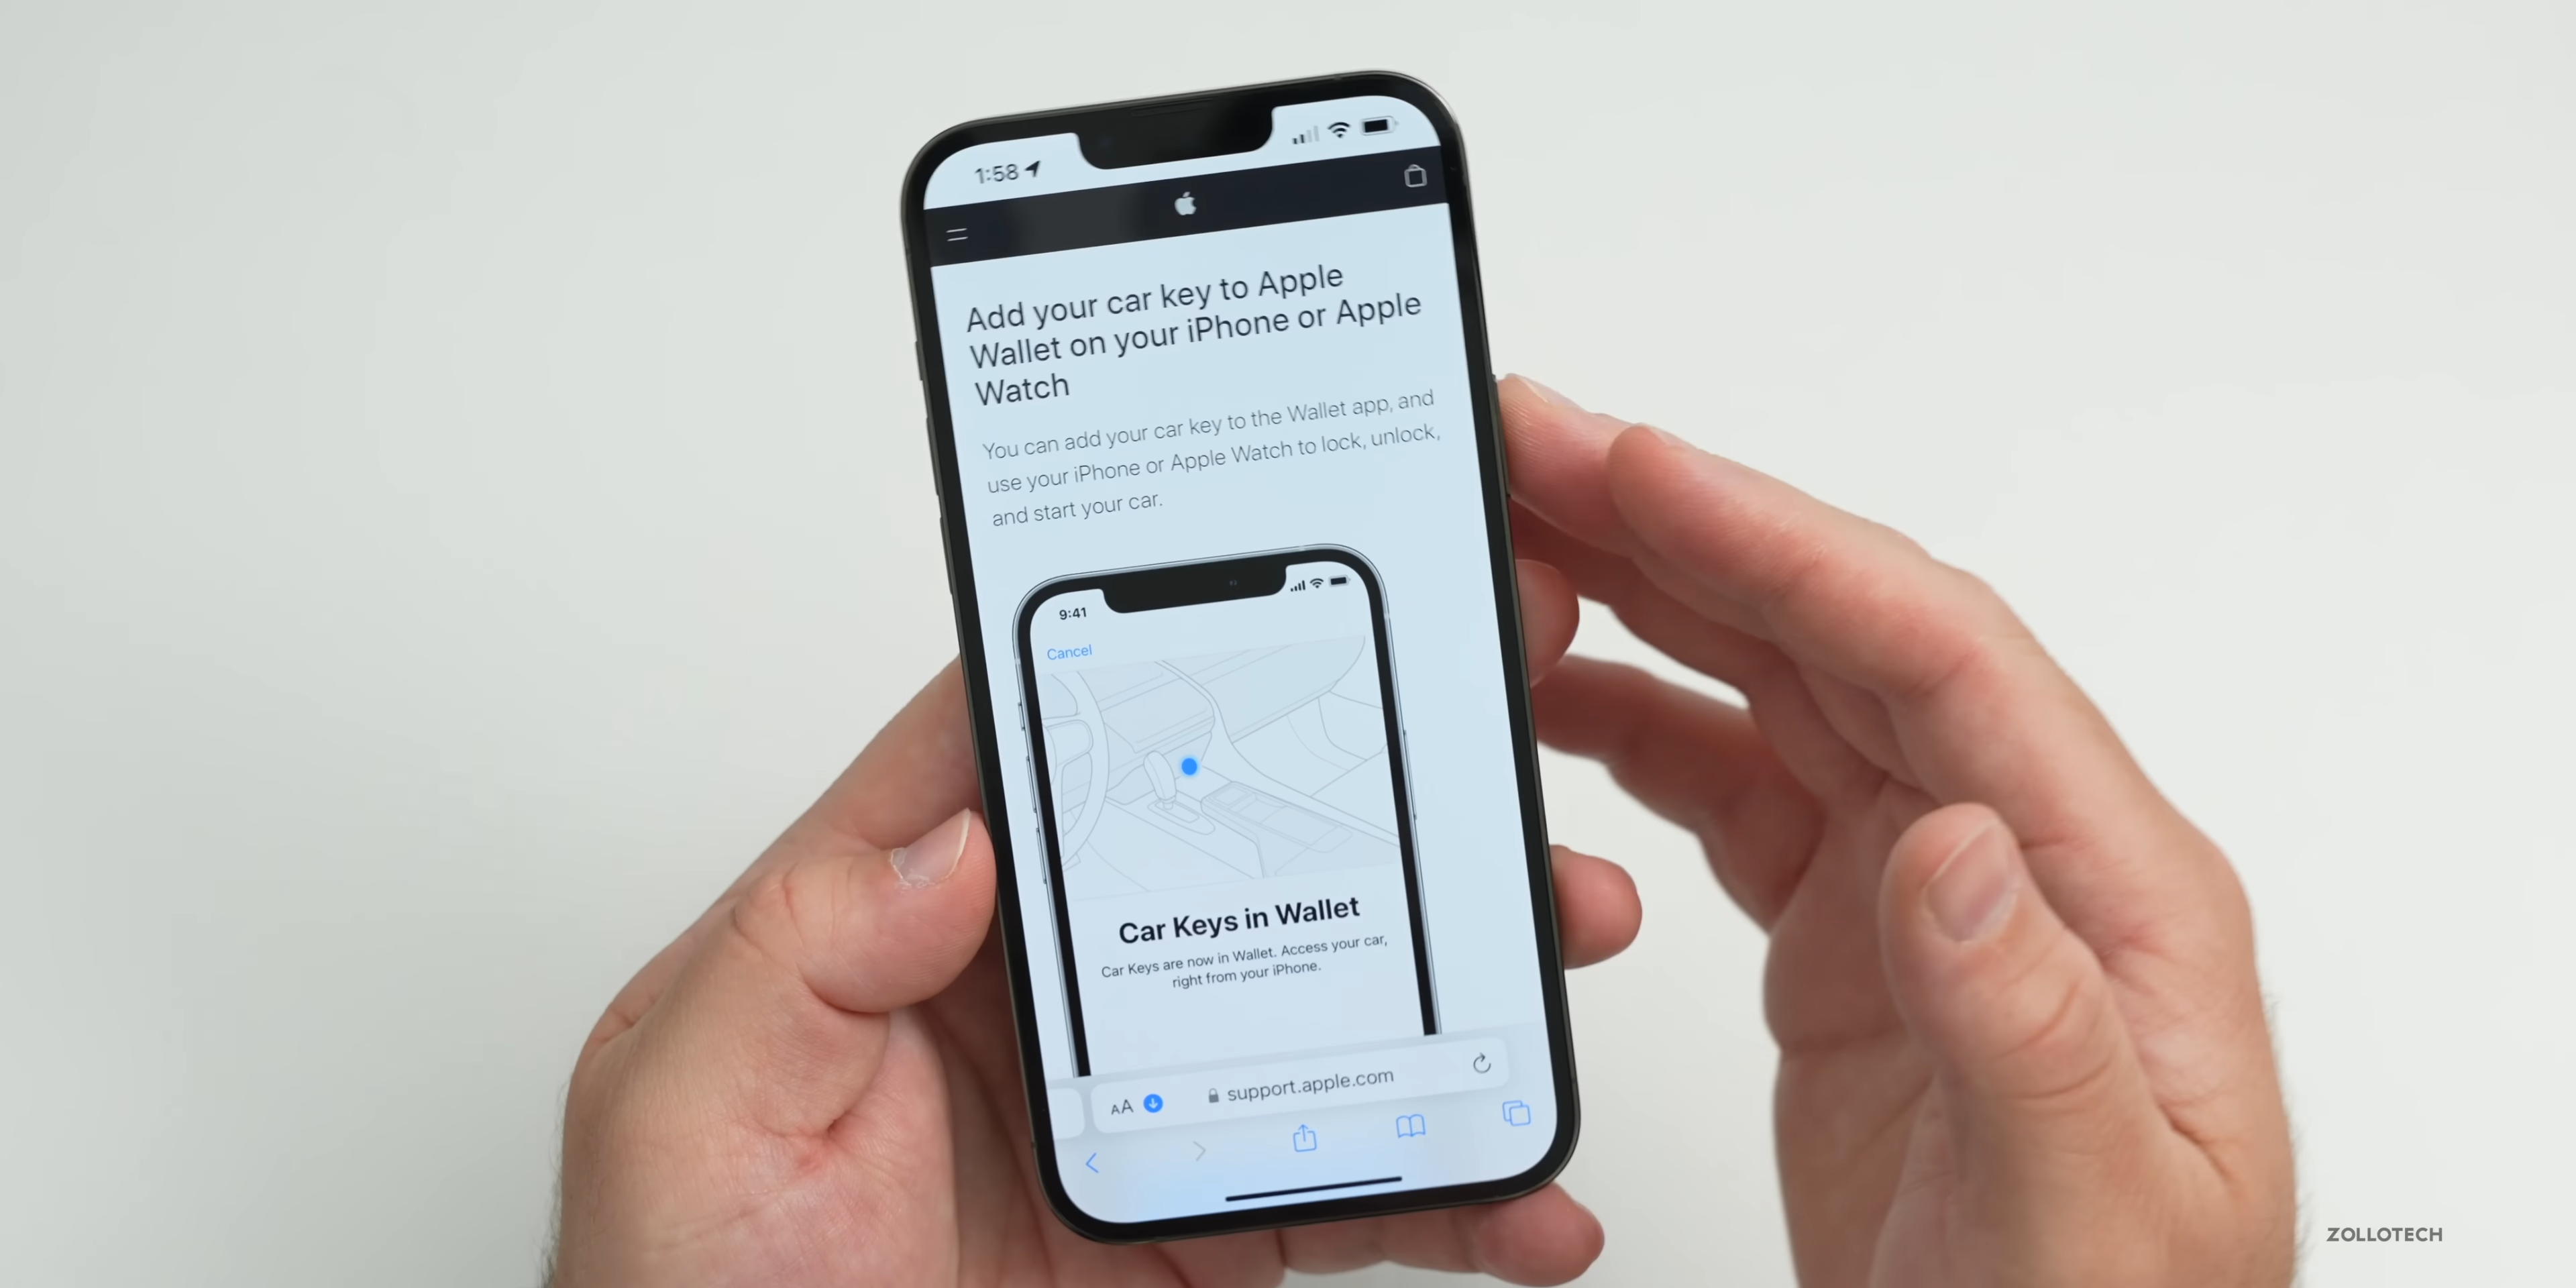 1:58
Add your car key to Apple
Wallet on your iPhone or Apple
Watch
You can add your car key to the Wallet app, and
use your iPhone or Apple Watch to lock, unlock,
and start your car.
9:41
Cancel
Car Keys in Wallet
Car Keys are now in Wallet. Access your car,
right from your iPhone.
AA support.apple.com
ZOLLOTECH